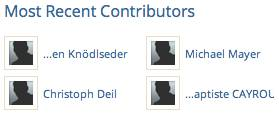 Most Recent Contributors
...en Knödlseder
Michael Mayer
Christoph Deil
...aptiste CAYROU